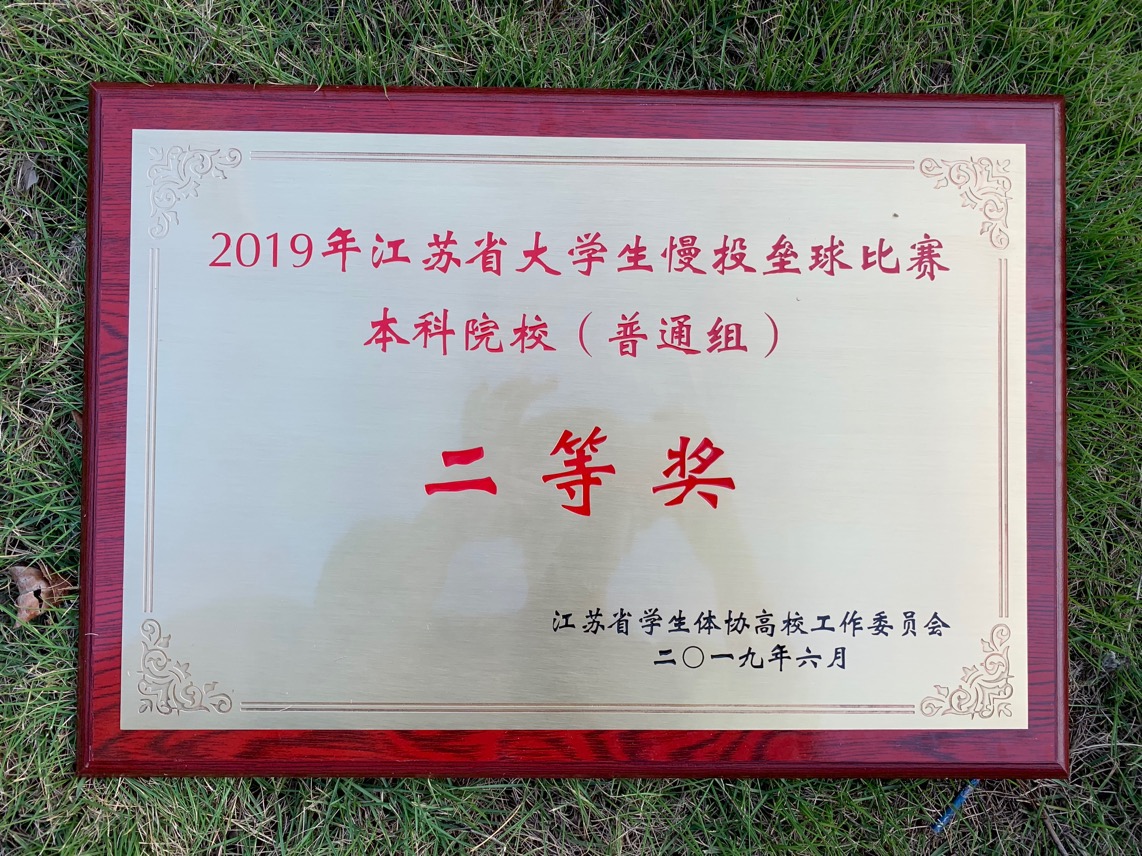 2019年江苏省大学生慢投垒球比赛
本科院校（普通组）
二等奖
江苏省学生体协高校工作委员会
二〇一九年六月